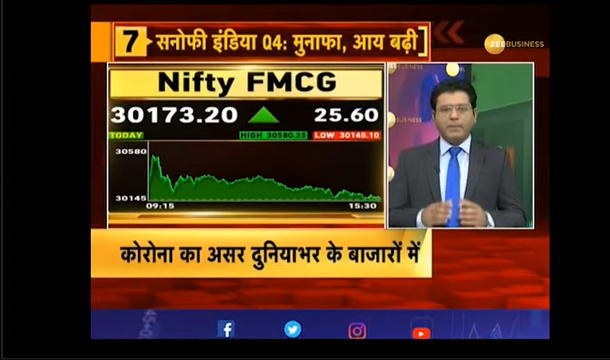 7 सनोफी इंडिया Q4: मुनाफा, आय बढ़ी
ZEE BUSINESS
Nifty FMCG
30173.20 25.60
TODAY HIGH 30580.25 LOW 30145.10
30580
30145
09:15 15:30
BUSINESS
कोरोना का असर दुनियाभर के बाजारों में